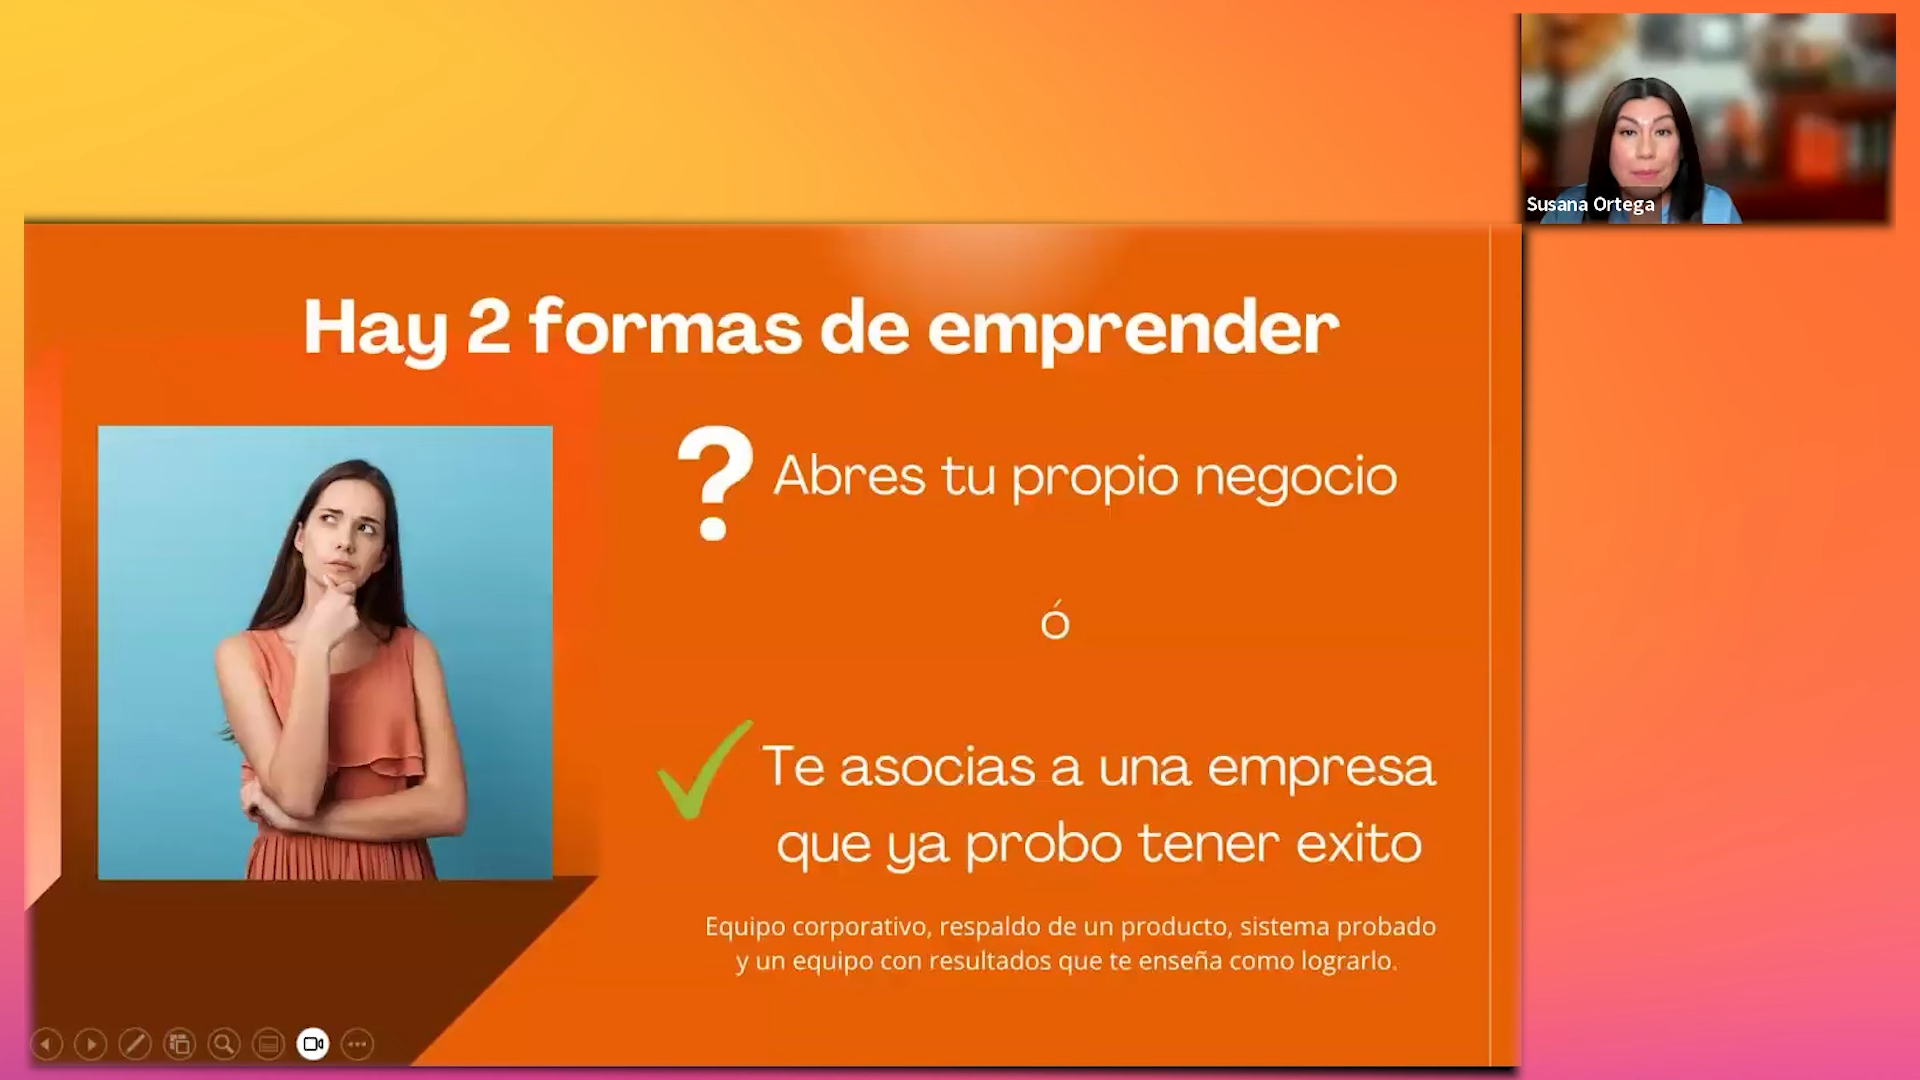 Susana Ortega
Hay 2 formas de emprender
? Abres tu propio negocio
ó
Te asocias a una empresa
que ya probo tener exito
Equipo corporativo, respaldo de un producto, sistema probado
y un equipo con resultados que te enseña como lograrlo.